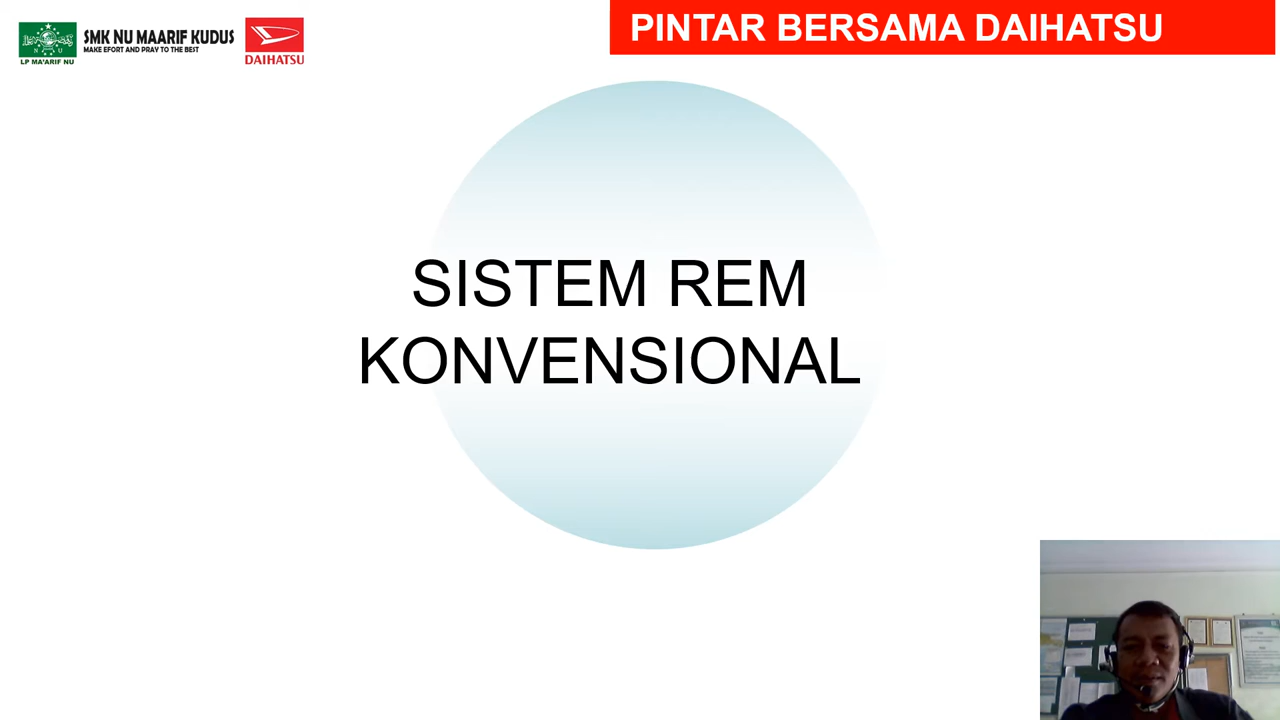 SMK NU MAARIF KUDUS
MAKE EFORT AND PRAY TO THE BEST
N U
LP MA'ARIF NU
DAIHATSU
PINTAR BERSAMA DAIHATSU
SISTEM REM
KONVENSIONAL